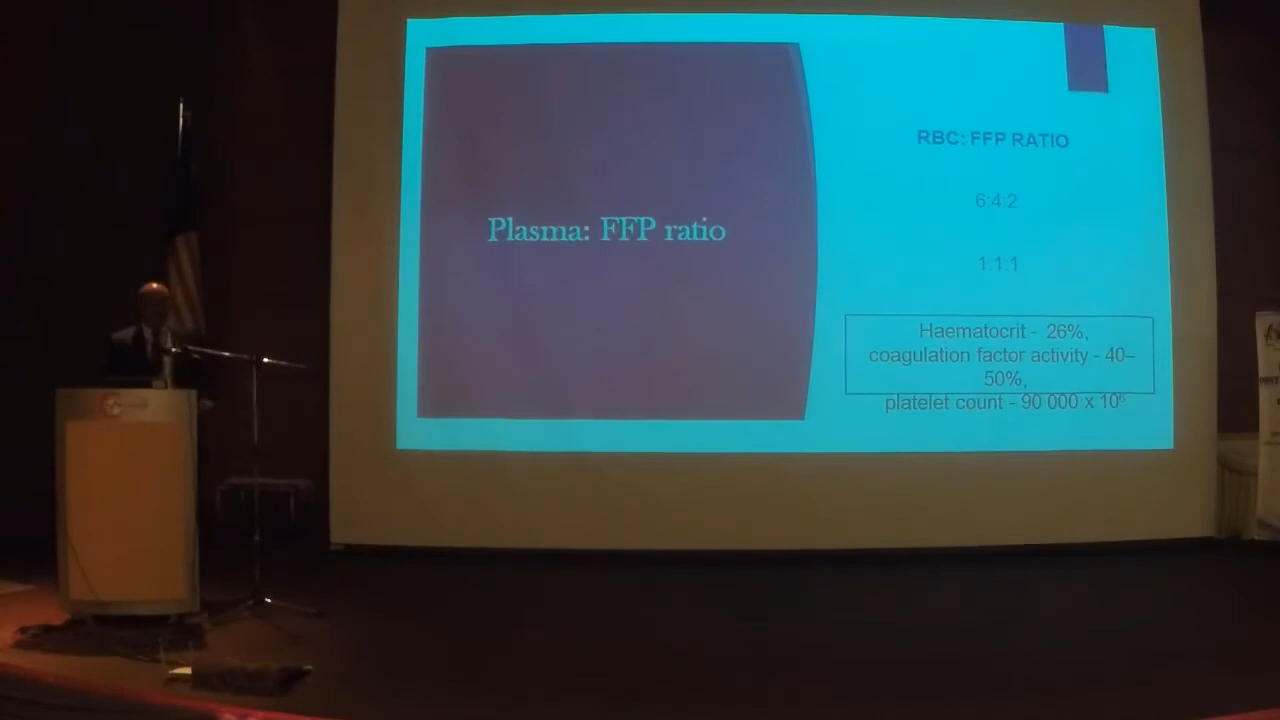 Plasma: FFP ratio
RBC: FFP RATIO
6:4:2
1:1:1
Haematocrit - 26%,
coagulation factor activity - 40–
50%,
platelet count - 90 000 x 10⁶